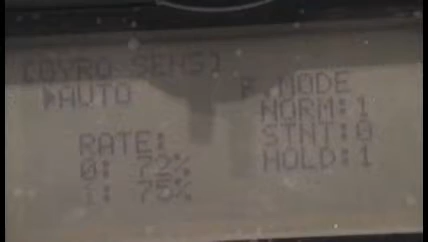 [GYRO SENS]
AUTO
F. MODE
NORM:1
STNT:0
HOLD:1
RATE:
0: 72%
1: 75%